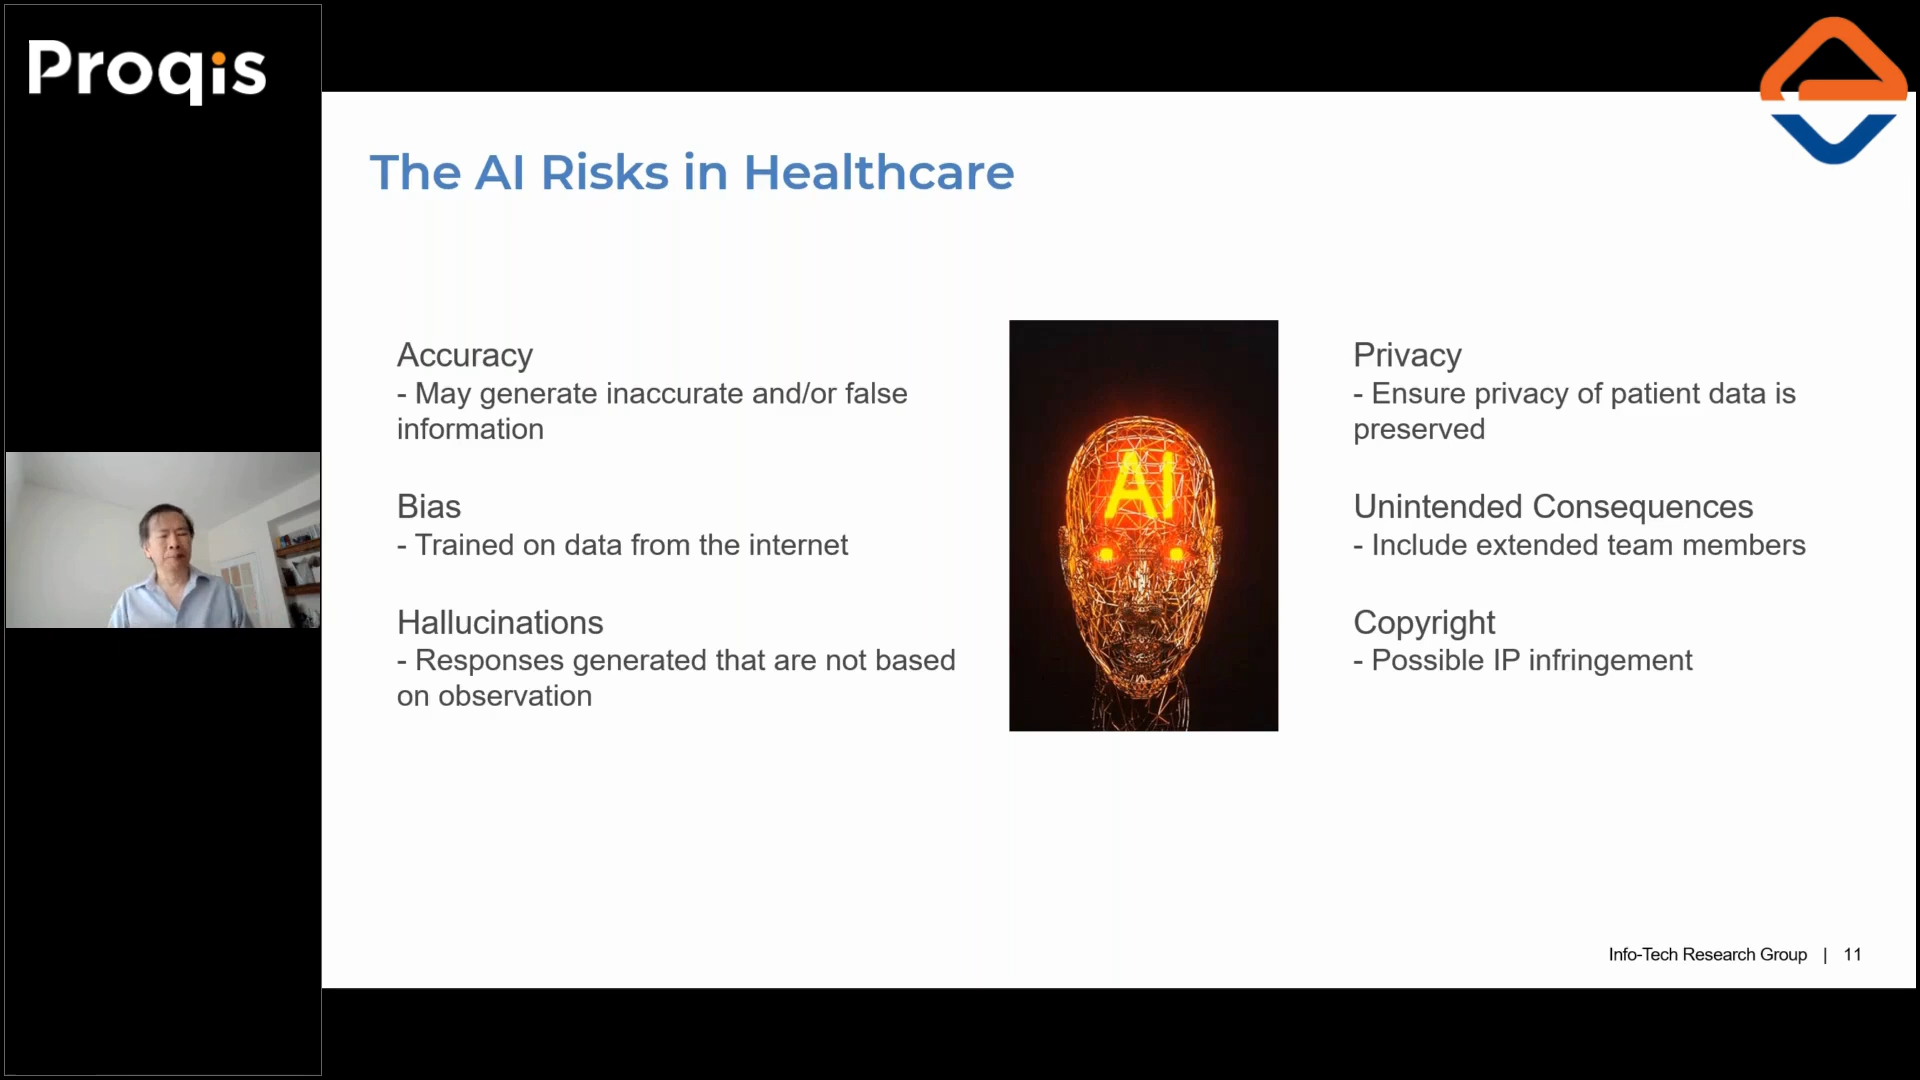 Proqis
The AI Risks in Healthcare
Accuracy
- May generate inaccurate and/or false
information
Bias
- Trained on data from the internet
Hallucinations
- Responses generated that are not based
on observation
AI
Privacy
- Ensure privacy of patient data is
preserved
Unintended Consequences
- Include extended team members
Copyright
- Possible IP infringement
Info-Tech Research Group | 11